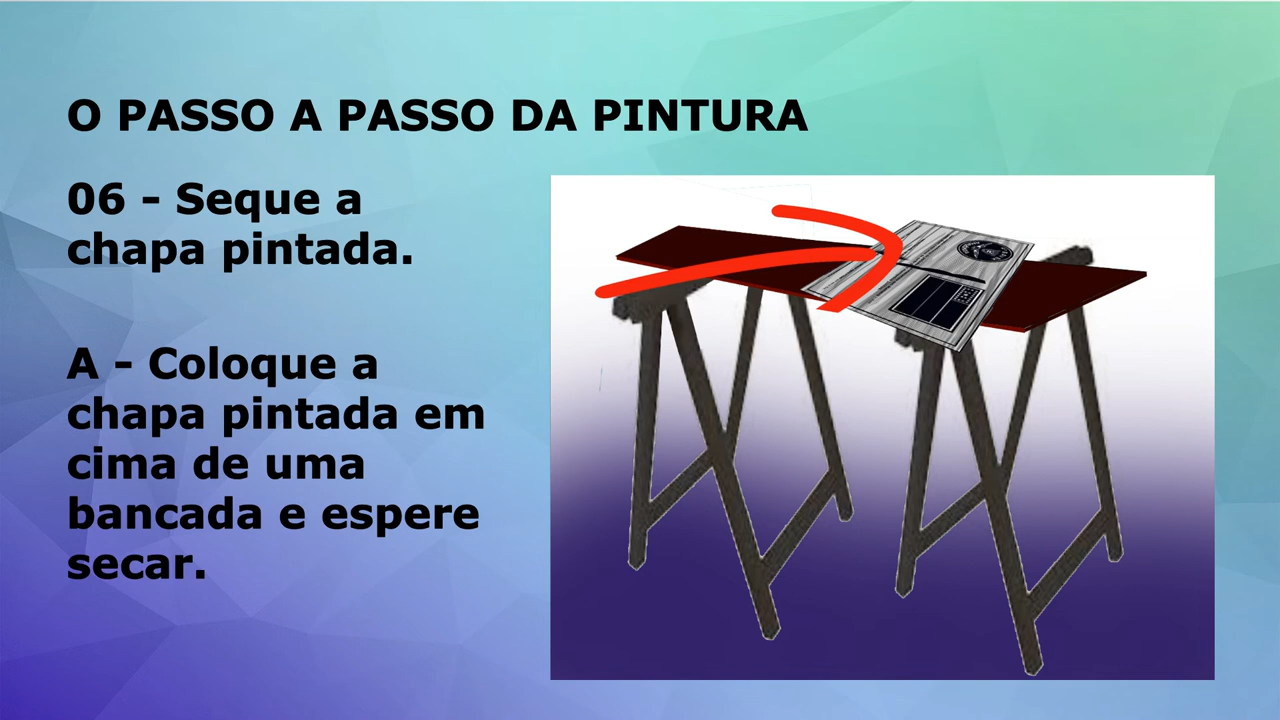 O PASSO A PASSO DA PINTURA
06 - Seque a
chapa pintada.
A - Coloque a
chapa pintada em
cima de uma
bancada e espere
secar.